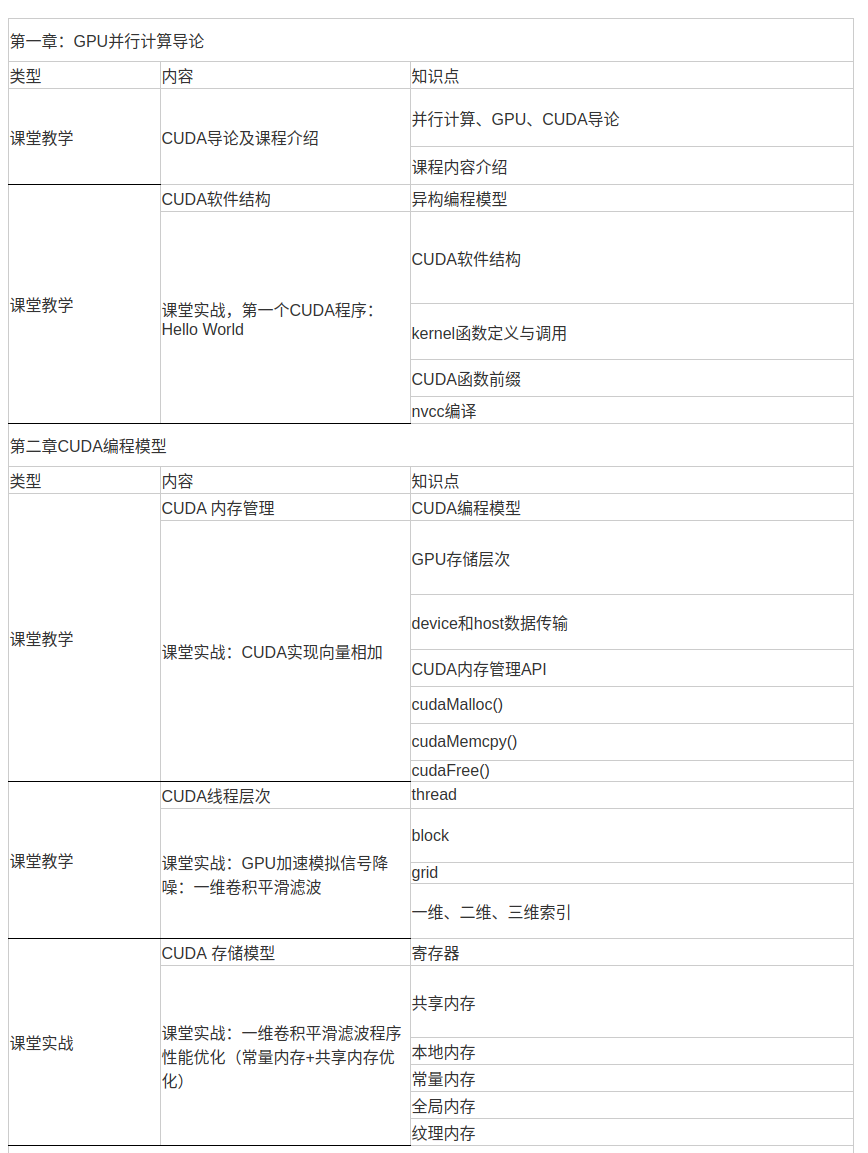 第一章：GPU并行计算导论
类型 内容 知识点
课堂教学 CUDA导论及课程介绍 并行计算、GPU、CUDA导论
课程内容介绍
课堂教学 CUDA软件结构 异构编程模型
课堂实战，第一个CUDA程序：
Hello World
CUDA软件结构
kernel函数定义与调用
CUDA函数前缀
nvcc编译
第二章CUDA编程模型
类型 内容 知识点
课堂教学 CUDA 内存管理 CUDA编程模型
课堂实战：CUDA实现向量相加
GPU存储层次
device和host数据传输
CUDA内存管理API
cudaMalloc()
cudaMemcpy()
cudaFree()
课堂教学 CUDA线程层次 thread
课堂实战：GPU加速模拟信号降
噪：一维卷积平滑滤波
block
grid
一维、二维、三维索引
课堂实战 CUDA 存储模型 寄存器
课堂实战：一维卷积平滑滤波程序
性能优化（常量内存+共享内存优
化）
共享内存
本地内存
常量内存
全局内存
纹理内存